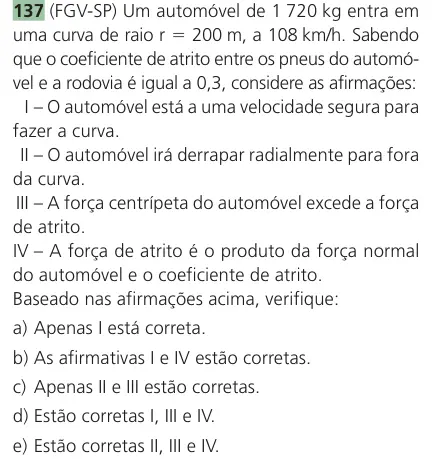 137 (FGV-SP) Um automóvel de 1 720 kg entra em
uma curva de raio r = 200 m, a 108 km/h. Sabendo
que o coeficiente de atrito entre os pneus do automó-
vel e a rodovia é igual a 0,3, considere as afirmações:
I – O automóvel está a uma velocidade segura para
fazer a curva.
II – O automóvel irá derrapar radialmente para fora
da curva.
III – A força centrípeta do automóvel excede a força
de atrito.
IV – A força de atrito é o produto da força normal
do automóvel e o coeficiente de atrito.
Baseado nas afirmações acima, verifique:
a) Apenas I está correta.
b) As afirmativas I e IV estão corretas.
c) Apenas II e III estão corretas.
d) Estão corretas I, III e IV.
e) Estão corretas II, III e IV.